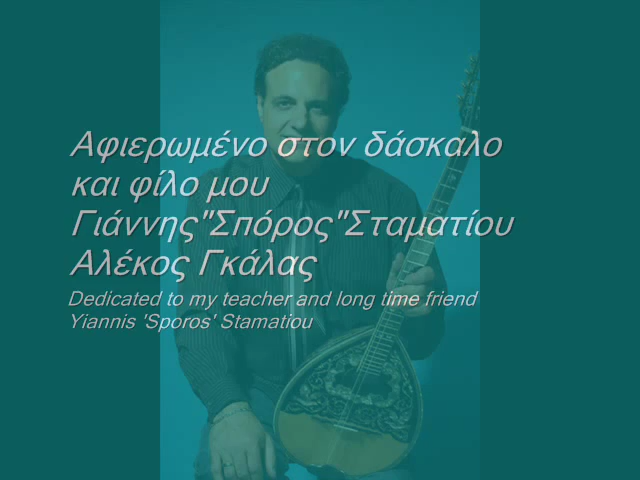 Αφιερωμένο στον δάσκαλο
και φίλο μου
Γιάννης"Σπόρος"Σταματίου
Αλέκος Γκάλας
Dedicated to my teacher and long time friend
Yiannis 'Sporos' Stamatiou